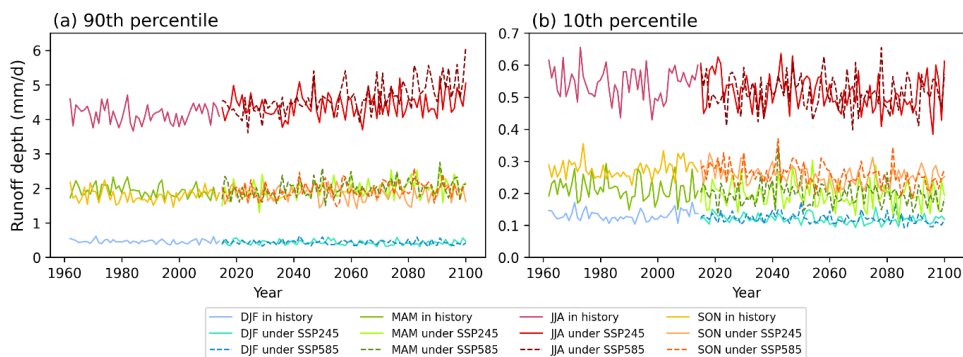 (a) 90th percentile
(b) 10th percentile
Runoff depth (mm/d)
6
5
4
3
2
1
0
0.7
0.6
0.5
0.4
0.3
0.2
0.1
0.0
1960 1980 2000 2020 2040 2060 2080 2100
1960 1980 2000 2020 2040 2060 2080 2100
Year
Year
DJF in history
DJF under SSP245
DJF under SSP585
MAM in history
MAM under SSP245
MAM under SSP585
JJA in history
JJA under SSP245
JJA under SSP585
SON in history
SON under SSP245
SON under SSP585